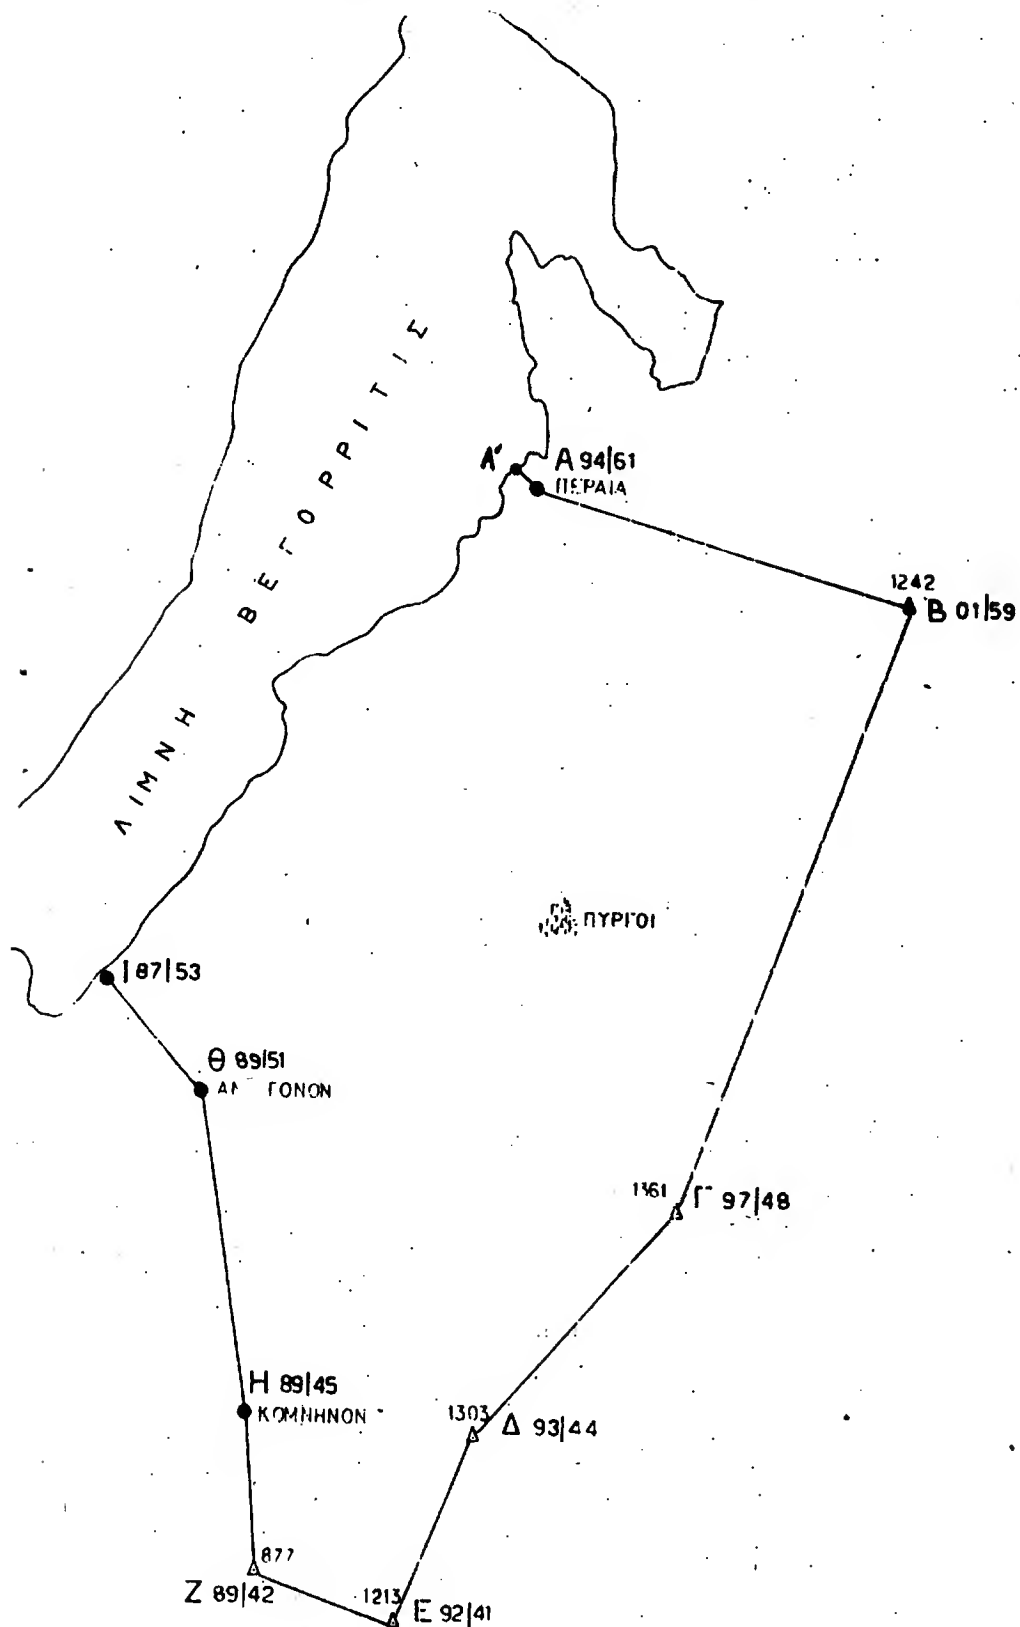 ΛΙΜΝΗ ΒΕΓΟΡΡΙΤΙΣ
Α' Α 94/61
ΠΕΡΑΙΑ
1242
Β 01/59
ΠΥΡΓΟΙ
Ι 87/53
Θ 89/51
1361 Γ 97/48
Η 89/45
ΚΟΜΝΗΝΟΝ
1303 Δ 93/44
877
Ζ 89/42
1213 Ε 92/41